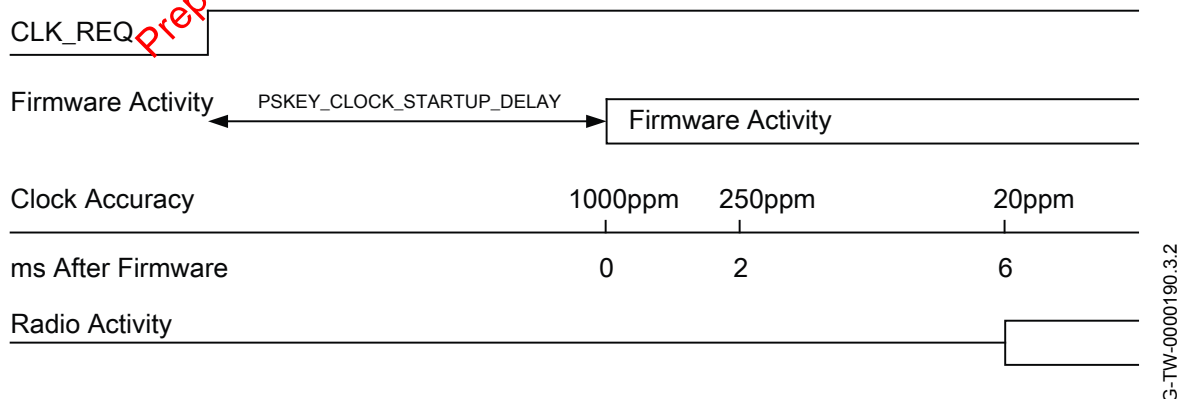 CLK_REQ
Prep
Firmware Activity
PSKEY_CLOCK_STARTUP_DELAY
Firmware Activity
Clock Accuracy 1000ppm 250ppm 20ppm
ms After Firmware 0 2 6
Radio Activity
G-TW-0000190.3.2